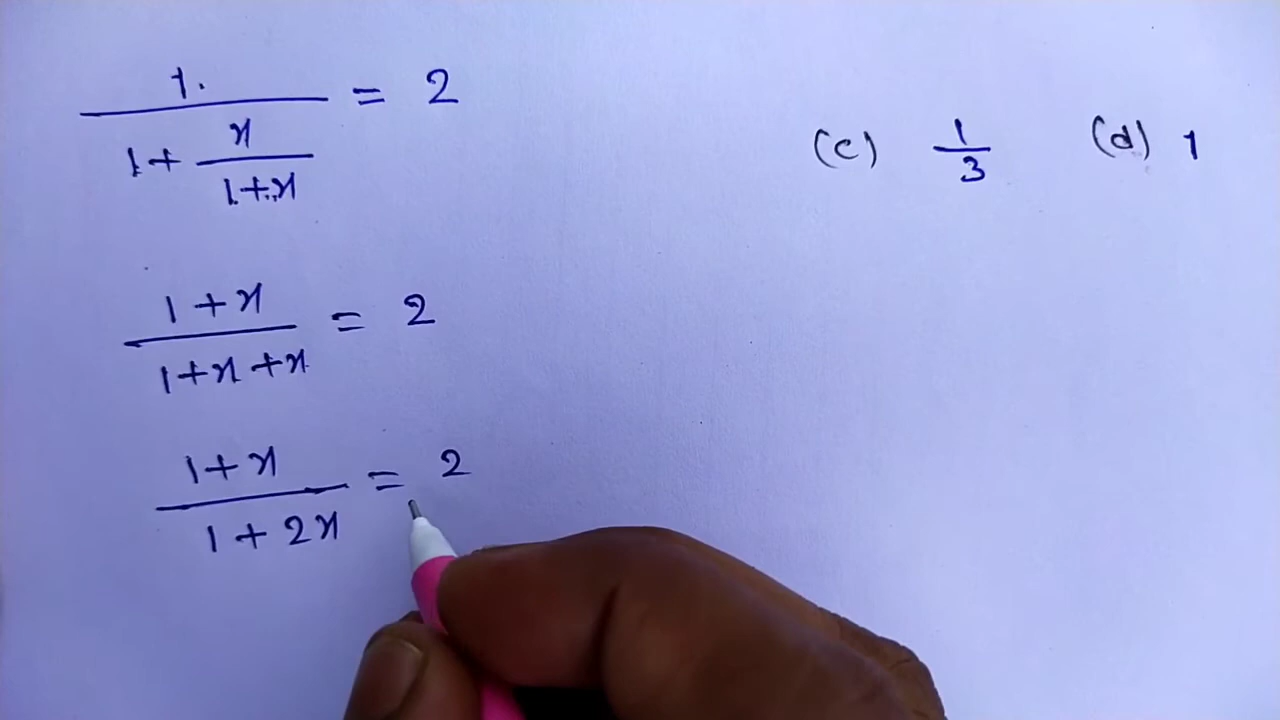 1
――― = 2
1 + x/(1+x)
(c) 1/3 (d) 1
1+x
――― = 2
1+x+x
1+x
――― = 2
1+2x